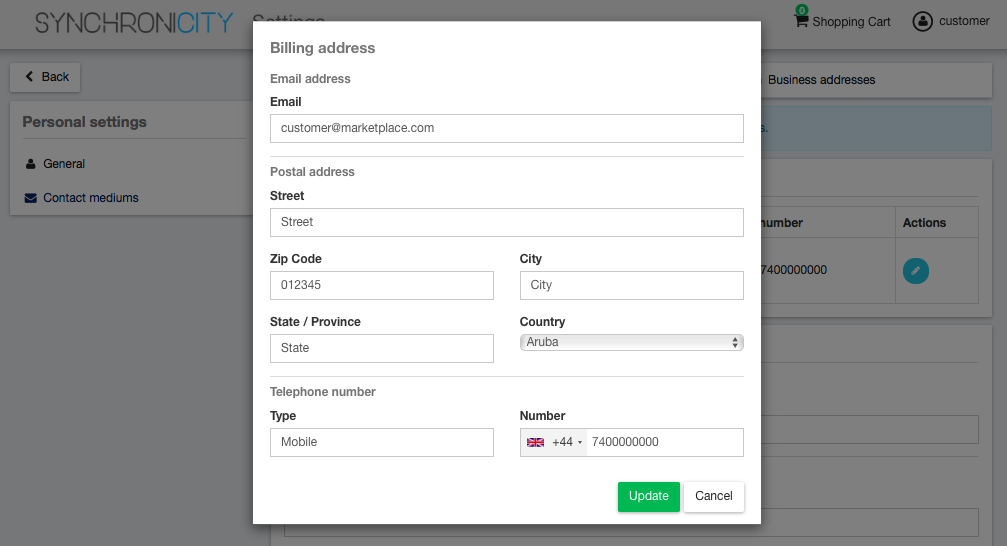 SYNCHRONICITY
Settings
0
Shopping Cart
customer
Back
Personal settings
General
Contact mediums
Business addresses
s.
number
Actions
7400000000
Billing address
Email address
Email
customer@marketplace.com
Postal address
Street
Street
Zip Code
City
012345
City
State / Province
Country
State
Aruba
Telephone number
Type
Number
Mobile
+44
7400000000
Update
Cancel